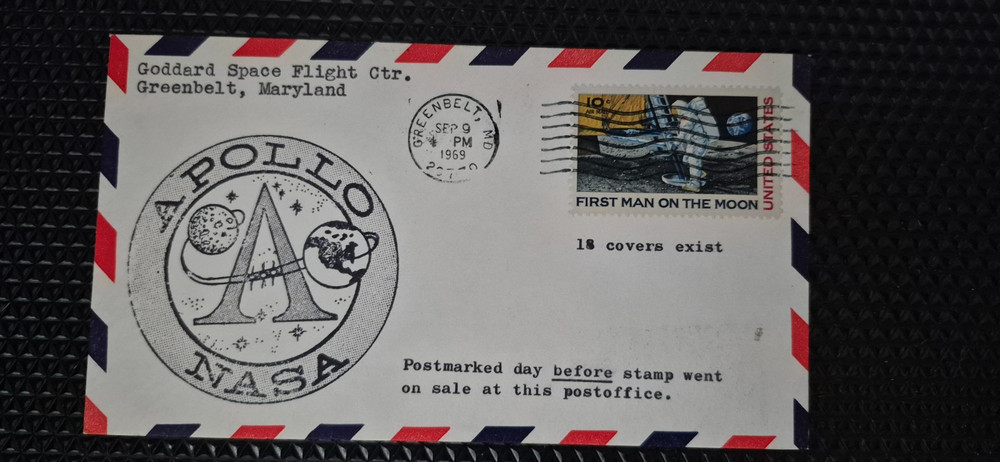 Goddard Space Flight Ctr.
Greenbelt, Maryland
GREENBELT, MD
SEP 9
PM
1969
10¢
UNITED STATES
FIRST MAN ON THE MOON
18 covers exist
APOLLO
A
NASA
Postmarked day before stamp went
on sale at this postoffice.